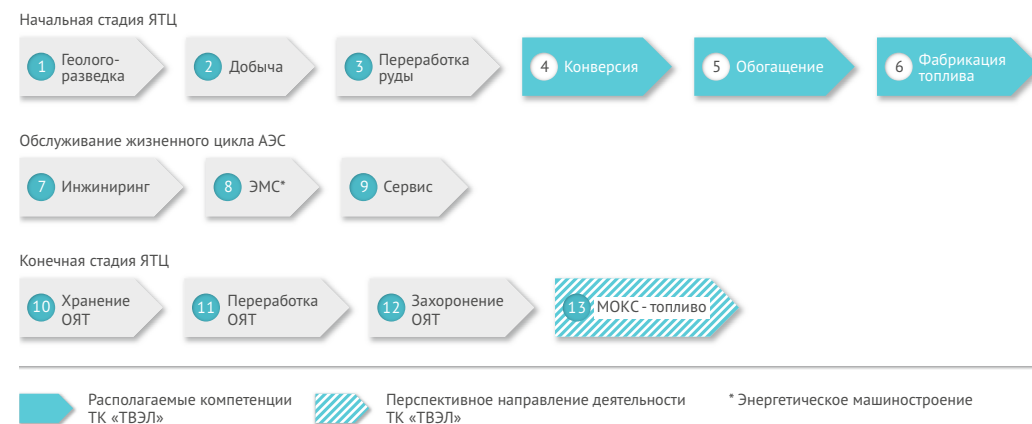 Начальная стадия ЯТЦ
1 Геолого-
разведка
2 Добыча
3 Переработка
руды
4 Конверсия
5 Обогащение
6 Фабрикация
топлива
Обслуживание жизненного цикла АЭС
7 Инжиниринг
8 ЭМС*
9 Сервис
Конечная стадия ЯТЦ
10 Хранение
ОЯТ
11 Переработка
ОЯТ
12 Захоронение
ОЯТ
13 МОКС - топливо
Располагаемые компетенции
ТК «ТВЭЛ»
Перспективное направление деятельности
ТК «ТВЭЛ»
* Энергетическое машиностроение